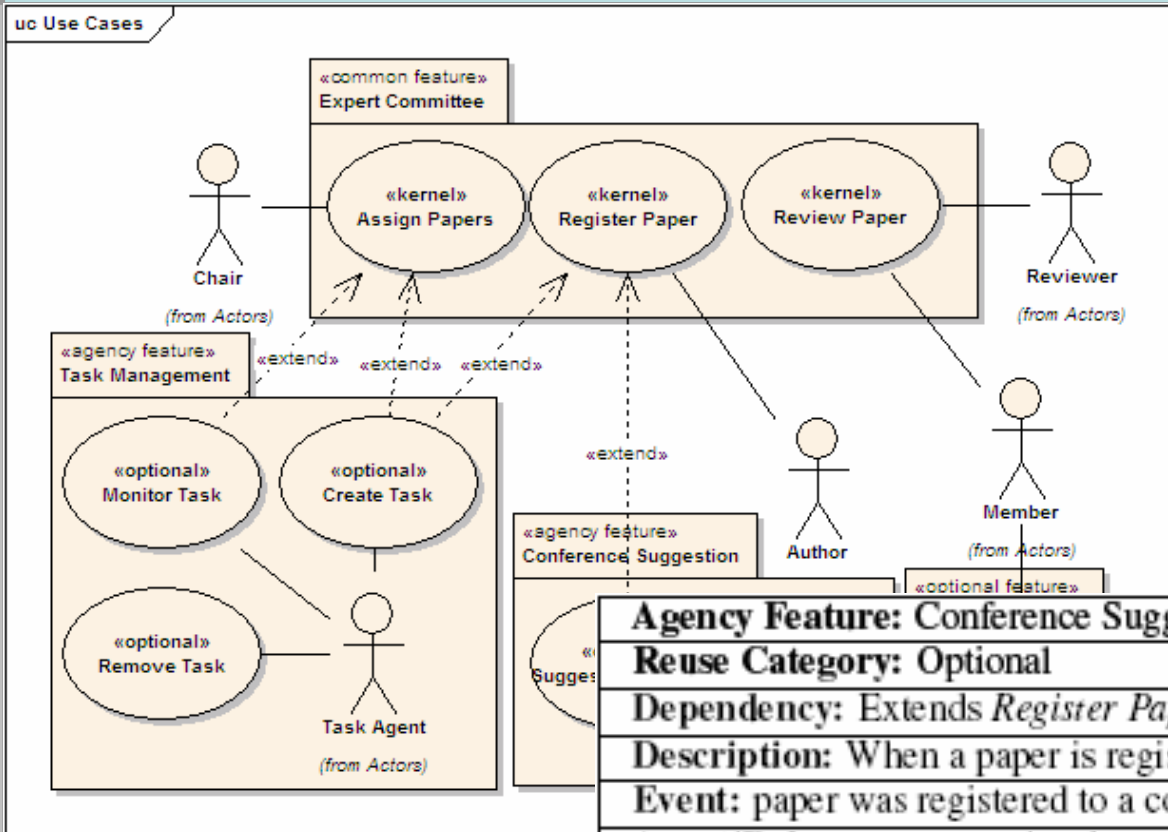 uc Use Cases
«common feature»
Expert Committee
«kernel»
Assign Papers
«kernel»
Register Paper
«kernel»
Review Paper
Chair
(from Actors)
Reviewer
(from Actors)
«agency feature»
Task Management
«extend»
«extend»
«extend»
«optional»
Monitor Task
«optional»
Create Task
«extend»
Member
(from Actors)
Author
«agency feature»
Conference Suggestion
«optional feature»
«optional»
Remove Task
Task Agent
(from Actors)
Agency Feature: Conference
Reuse Category: Optional
Dependency: Extends Register
Description: When a paper is
Event: paper was registered to a